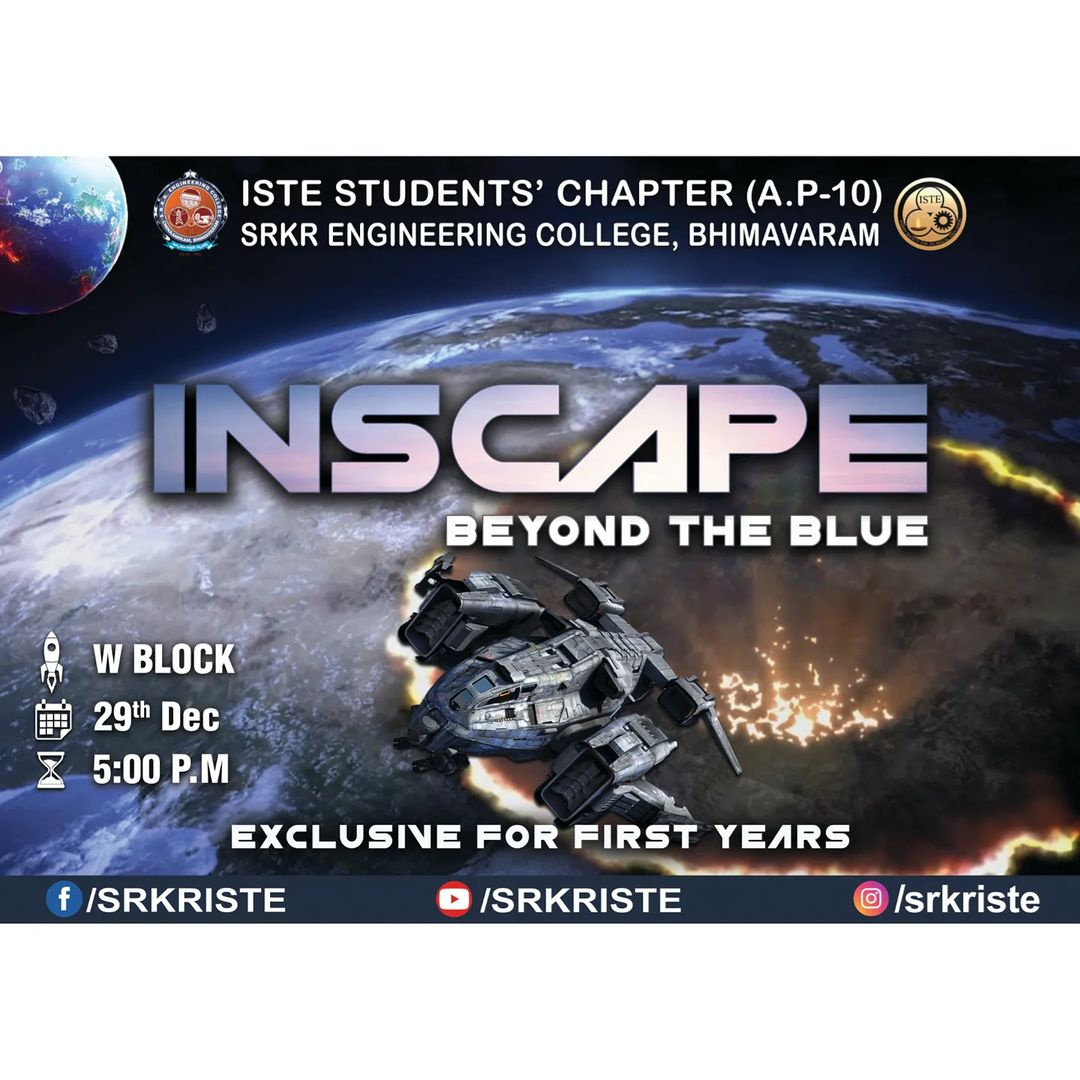 ISTE STUDENTS’ CHAPTER (A.P-10)
SRKR ENGINEERING COLLEGE, BHIMAVARAM
ISTE
INSCAPE
BEYOND THE BLUE
W BLOCK
29th Dec
5:00 P.M
EXCLUSIVE FOR FIRST YEARS
/SRKRISTE
/SRKRISTE
/srkriste